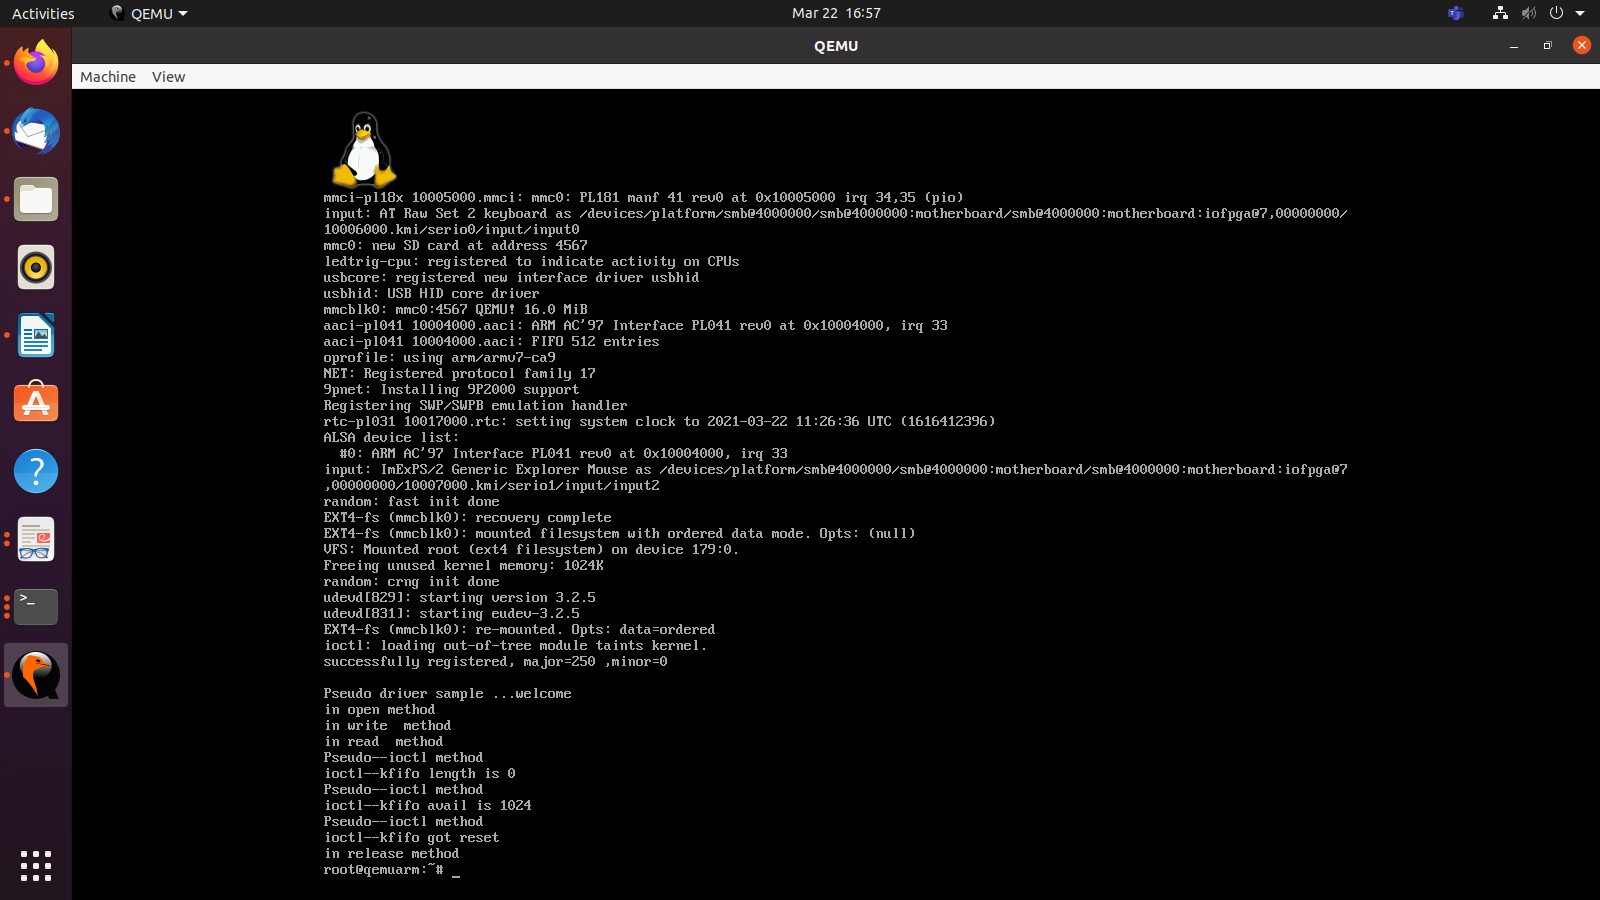 Activities
QEMU
Mar 22 16:57
QEMU
Machine View
mmci-pl18x 10005000.mmci: mmc0: PL181 manf 41 rev0 at 0x10005000 irq 34,35 (pio)
input: AT Raw Set 2 keyboard as /devices/platform/smb@4000000/smb@4000000:motherboard/smb@4000000:motherboard:iofpga@7,00000000/
10006000.kmi/serio0/input/input0
mmc0: new SD card at address 4567
ledtrig-cpu: registered to indicate activity on CPUs
usbcore: registered new interface driver usbhid
usbhid: USB HID core driver
mmcblk0: mmc0:4567 QEMU! 16.0 MiB
aaci-pl041 10004000.aaci: ARM AC'97 Interface PL041 rev0 at 0x10004000, irq 33
aaci-pl041 10004000.aaci: FIFO 512 entries
oprofile: using arm/armv7-ca9
NET: Registered protocol family 17
9pnet: Installing 9P2000 support
Registering SWP/SWPB emulation handler
rtc-pl031 10017000.rtc: setting system clock to 2021-03-22 11:26:36 UTC (1616412396)
ALSA device list:
  #0: ARM AC'97 Interface PL041 rev0 at 0x10004000, irq 33
input: ImExPS/2 Generic Explorer Mouse as /devices/platform/smb@4000000/smb@4000000:motherboard/smb@4000000:motherboard:iofpga@7
,00000000/10007000.kmi/serio1/input/input2
random: fast init done
EXT4-fs (mmcblk0): recovery complete
EXT4-fs (mmcblk0): mounted filesystem with ordered data mode. Opts: (null)
VFS: Mounted root (ext4 filesystem) on device 179:0.
Freeing unused kernel memory: 1024K
random: crng init done
udevd[829]: starting version 3.2.5
udevd[831]: starting eudev-3.2.5
EXT4-fs (mmcblk0): re-mounted. Opts: data=ordered
ioctl: loading out-of-tree module taints kernel.
successfully registered, major=250 ,minor=0
Pseudo driver sample ...welcome
in open method
in write  method
in read  method
Pseudo--ioctl method
ioctl--kfifo length is 0
Pseudo--ioctl method
ioctl--kfifo avail is 1024
Pseudo--ioctl method
ioctl--kfifo got reset
in release method
root@qemuarm:~# _